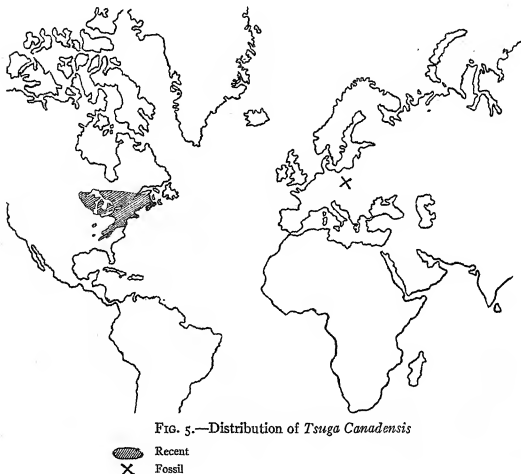 FIG. 5.—Distribution of Tsuga Canadensis
Recent
Fossil